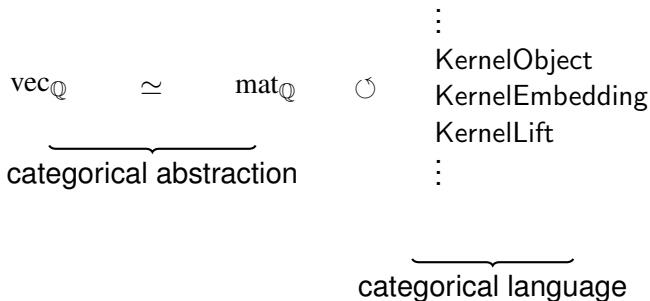 ⋮
KernelObject
vec_ℚ ≃ mat_ℚ ↺ KernelEmbedding
KernelLift
⋮
categorical abstraction
categorical language